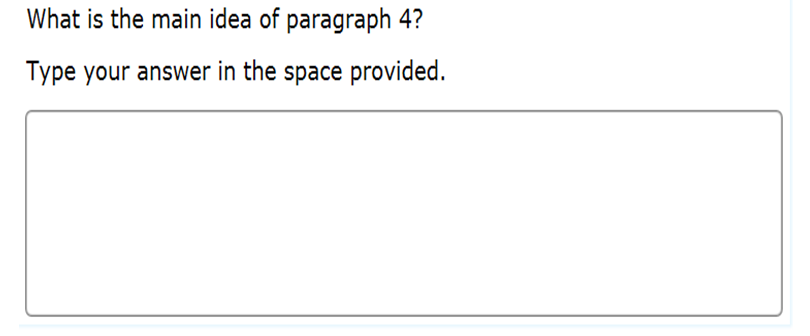 What is the main idea of paragraph 4?
Type your answer in the space provided.